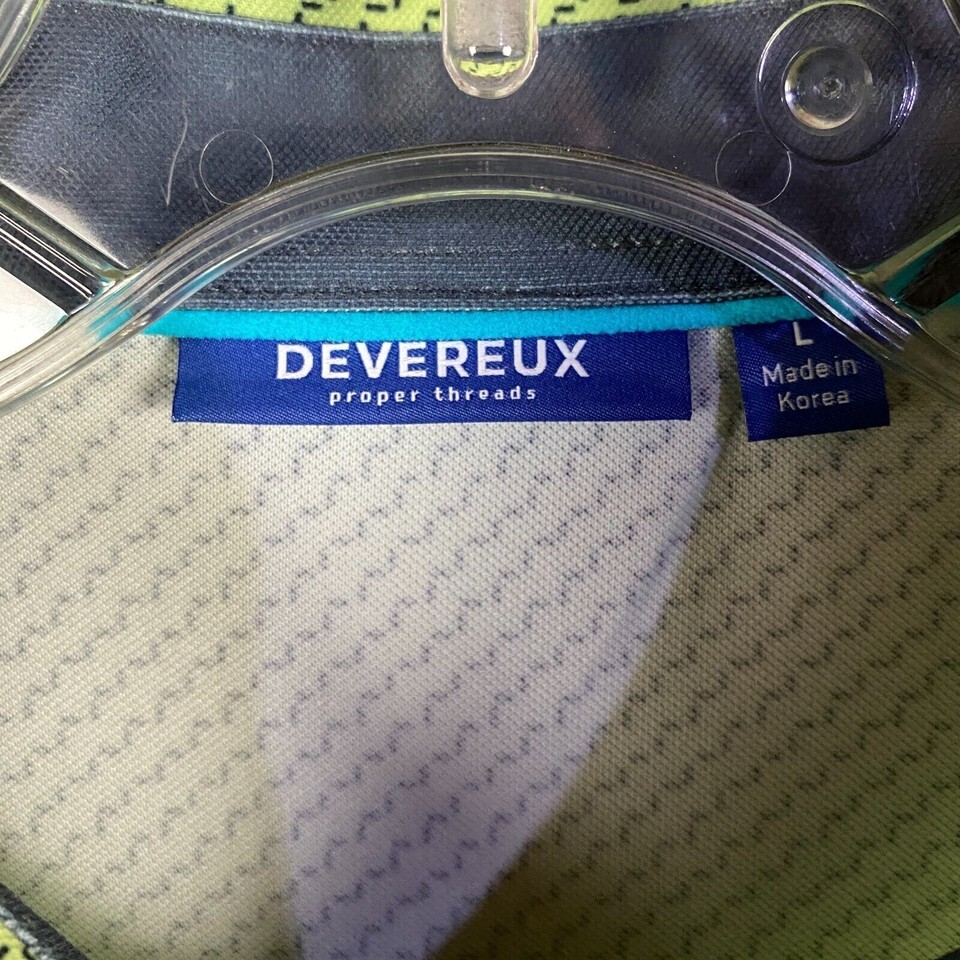 DEVEREUX
proper threads
L
Made in
Korea